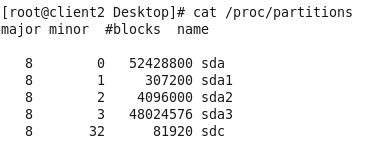 [root@client2 Desktop]# cat /proc/partitions
major minor  #blocks  name

   8        0   52428800 sda
   8        1     307200 sda1
   8        2    4096000 sda2
   8        3   48024576 sda3
   8       32      81920 sdc